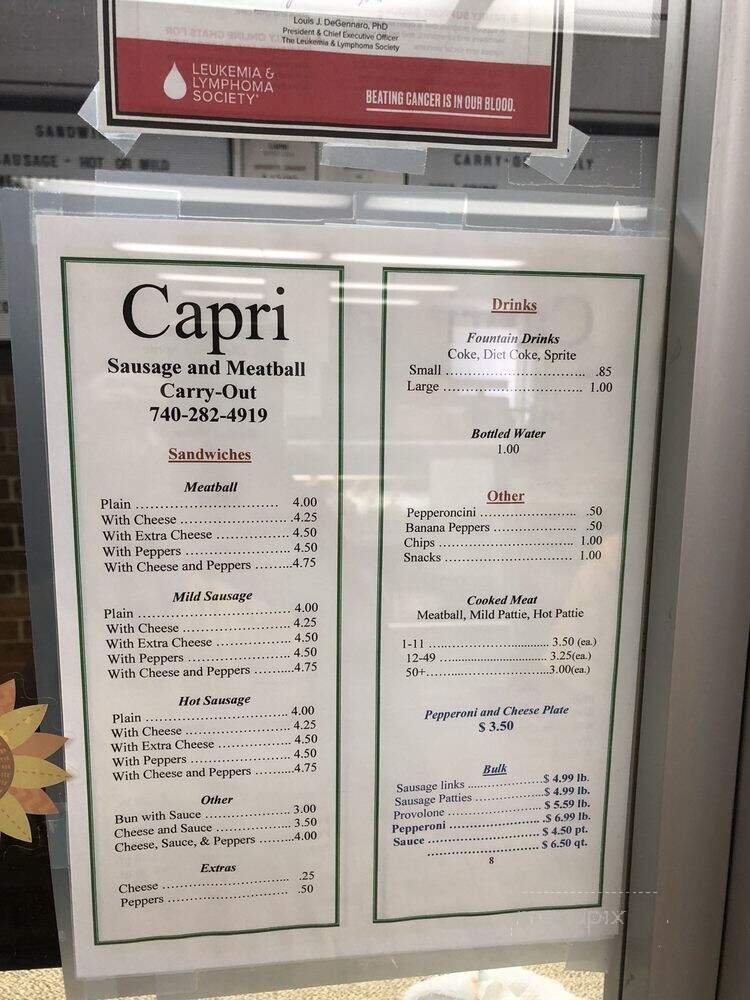 Louis J. DeGennaro, PhD
President & Chief Executive Officer
The Leukemia & Lymphoma Society
LEUKEMIA &
LYMPHOMA
SOCIETY®
BEATING CANCER IS IN OUR BLOOD.
SAUSAGE - HOT OR MILD
Capri
Sausage and Meatball
Carry-Out
740-282-4919
Sandwiches
Meatball
Plain ............................ 4.00
With Cheese ......................4.25
With Extra Cheese ............... 4.50
With Peppers ..................... 4.50
With Cheese and Peppers .........4.75
Mild Sausage
Plain ............................ 4.00
With Cheese ...................... 4.25
With Extra Cheese ............... 4.50
With Peppers ..................... 4.50
With Cheese and Peppers .........4.75
Hot Sausage
Plain ............................ 4.00
With Cheese ...................... 4.25
With Extra Cheese ............... 4.50
With Peppers ..................... 4.50
With Cheese and Peppers .........4.75
Other
Bun with Sauce .................. 3.00
Cheese and Sauce ................ 3.50
Cheese, Sauce, & Peppers ........4.00
Extras
Cheese ........................... .25
Peppers .......................... .50
Drinks
Fountain Drinks
Coke, Diet Coke, Sprite
Small ............................ .85
Large ............................ 1.00
Bottled Water
1.00
Other
Pepperoncini ..................... .50
Banana Peppers ................... .50
Chips ............................ 1.00
Snacks ........................... 1.00
Cooked Meat
Meatball, Mild Pattie, Hot Pattie
1-11 ............................. 3.50 (ea.)
12-49 ............................ 3.25(ea.)
50+...............................3.00(ea.)
Pepperoni and Cheese Plate
$ 3.50
Bulk
Sausage links ...................$ 4.99 lb.
Sausage Patties .................$ 4.99 lb.
Provolone .......................$ 5.59 lb.
Pepperoni .......................$ 6.99 lb.
Sauce ........................... $ 4.50 pt.
........................... $ 6.50 qt.
8